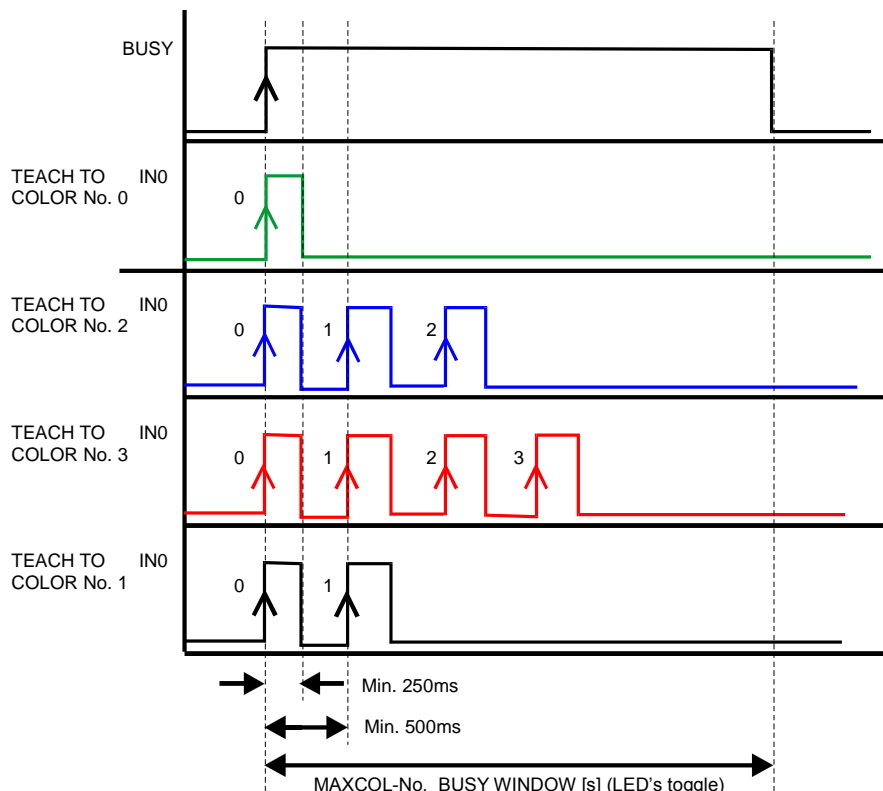 BUSY
TEACH TO IN0
COLOR No. 0
0
TEACH TO IN0
COLOR No. 2
0 1 2
TEACH TO IN0
COLOR No. 3
0 1 2 3
TEACH TO IN0
COLOR No. 1
0 1
Min. 250ms
Min. 500ms
MAXCOL-No. BUSY WINDOW [s] (LED's toggle)